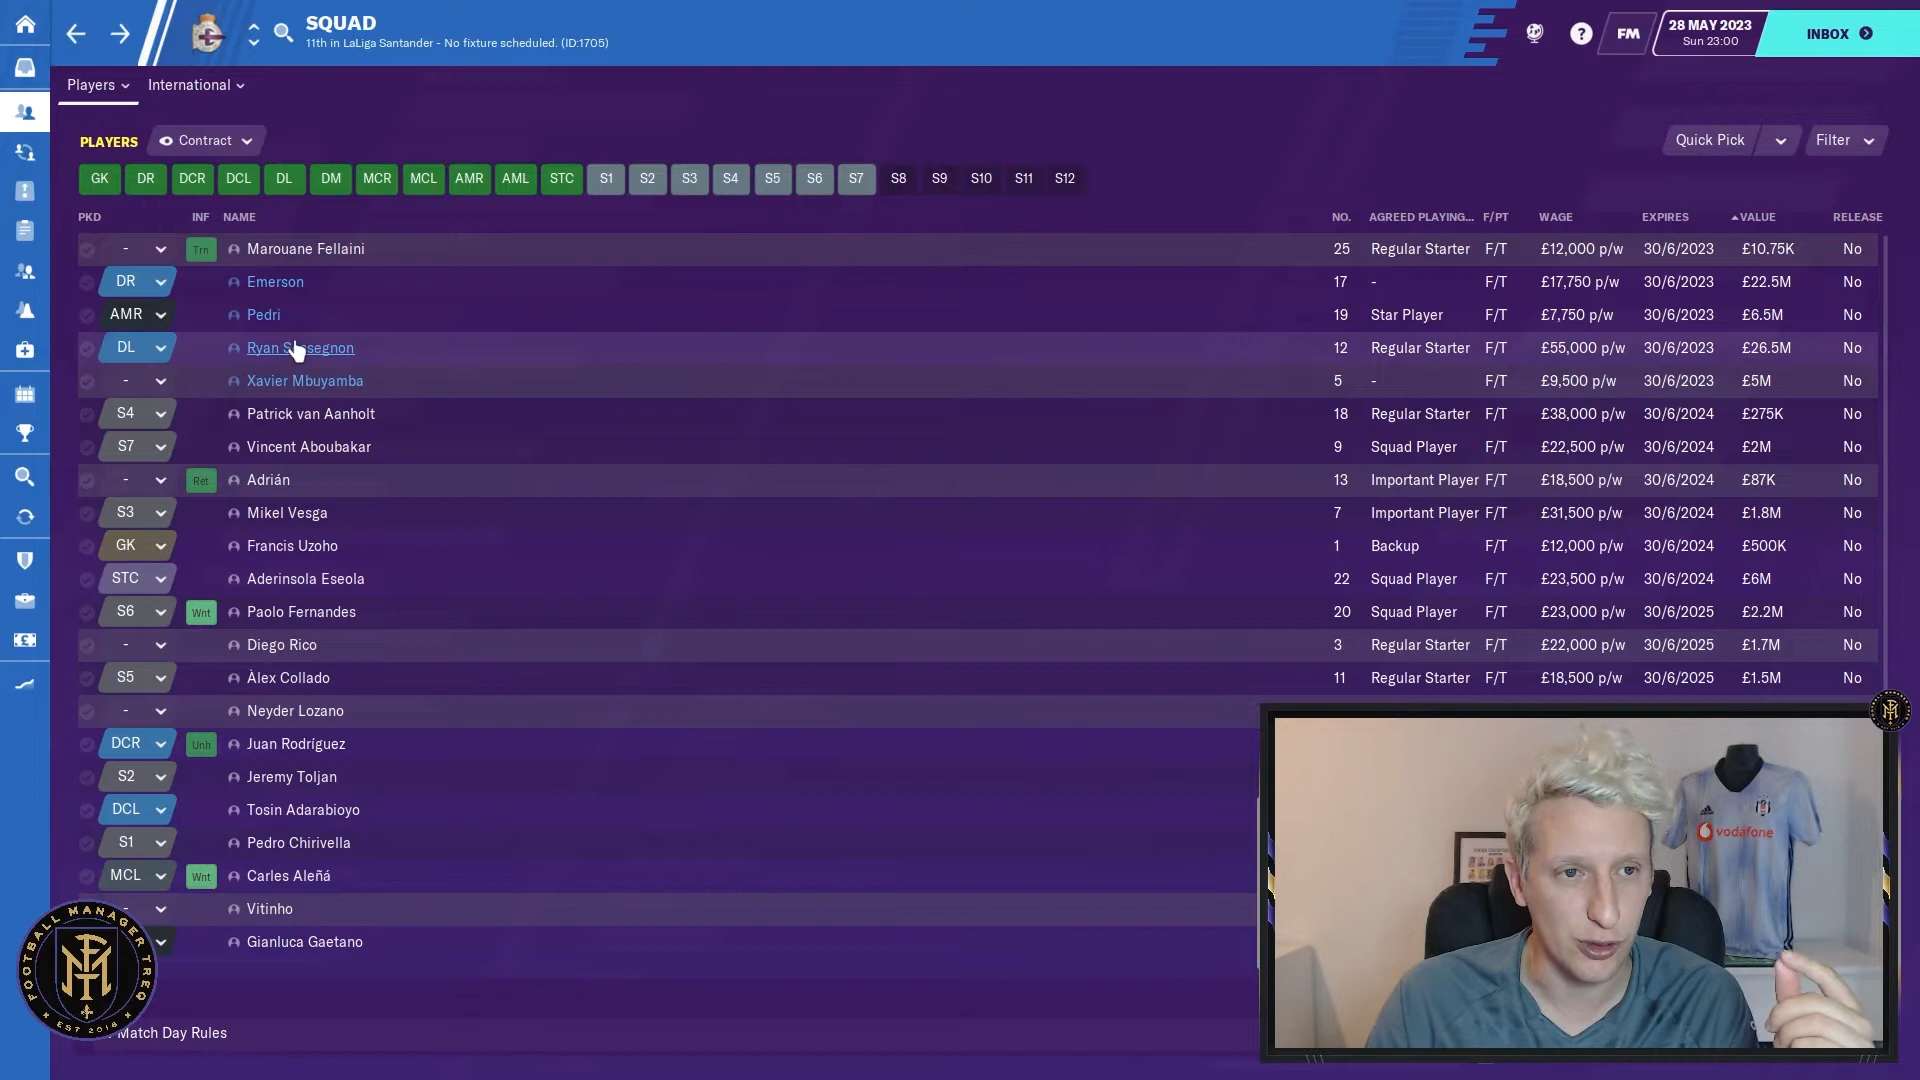 SQUAD
11th in LaLiga Santander - No fixture scheduled. (ID:1705)
FM
28 MAY 2023
Sun 23:00
INBOX
Players
International
PLAYERS
Contract
Quick Pick
Filter
GK DR DCR DCL DL DM MCR MCL AMR AML STC S1 S2 S3 S4 S5 S6 S7 S8 S9 S10 S11 S12
PKD INF NAME NO. AGREED PLAYING... F/PT WAGE EXPIRES VALUE RELEASE
- Trn Marouane Fellaini 25 Regular Starter F/T £12,000 p/w 30/6/2023 £10.75K No
DR Emerson 17 - F/T £17,750 p/w 30/6/2023 £22.5M No
AMR Pedri 19 Star Player F/T £7,750 p/w 30/6/2023 £6.5M No
DL Ryan 12 Regular Starter F/T £55,000 p/w 30/6/2023 £26.5M No
- Xavier Mbuyamba 5 - F/T £9,500 p/w 30/6/2023 £5M No
S4 Patrick van Aanholt 18 Regular Starter F/T £38,000 p/w 30/6/2024 £275K No
S7 Vincent Aboubakar 9 Squad Player F/T £22,500 p/w 30/6/2024 £2M No
- Ret Adrián 13 Important Player F/T £18,500 p/w 30/6/2024 £87K No
S3 Mikel Vesga 7 Important Player F/T £31,500 p/w 30/6/2024 £1.8M No
GK Francis Uzoho 1 Backup F/T £12,000 p/w 30/6/2024 £500K No
STC Aderinsola Eseola 22 Squad Player F/T £23,500 p/w 30/6/2024 £6M No
S6 Wnt Paolo Fernandes 20 Squad Player F/T £23,000 p/w 30/6/2025 £2.2M No
- Diego Rico 3 Regular Starter F/T £22,000 p/w 30/6/2025 £1.7M No
S5 Àlex Collado 11 Regular Starter F/T £18,500 p/w 30/6/2025 £1.5M No
- Neyder Lozano
DCR Unh Juan Rodríguez
S2 Jeremy Toljan
DCL Tosin Adarabioyo
S1 Pedro Chirivella
MCL Wnt Carles Aleñá
- Vitinho
Gianluca Gaetano
Match Day Rules
FOOTBALL MANAGER TREQ
EST 2018
vodafone